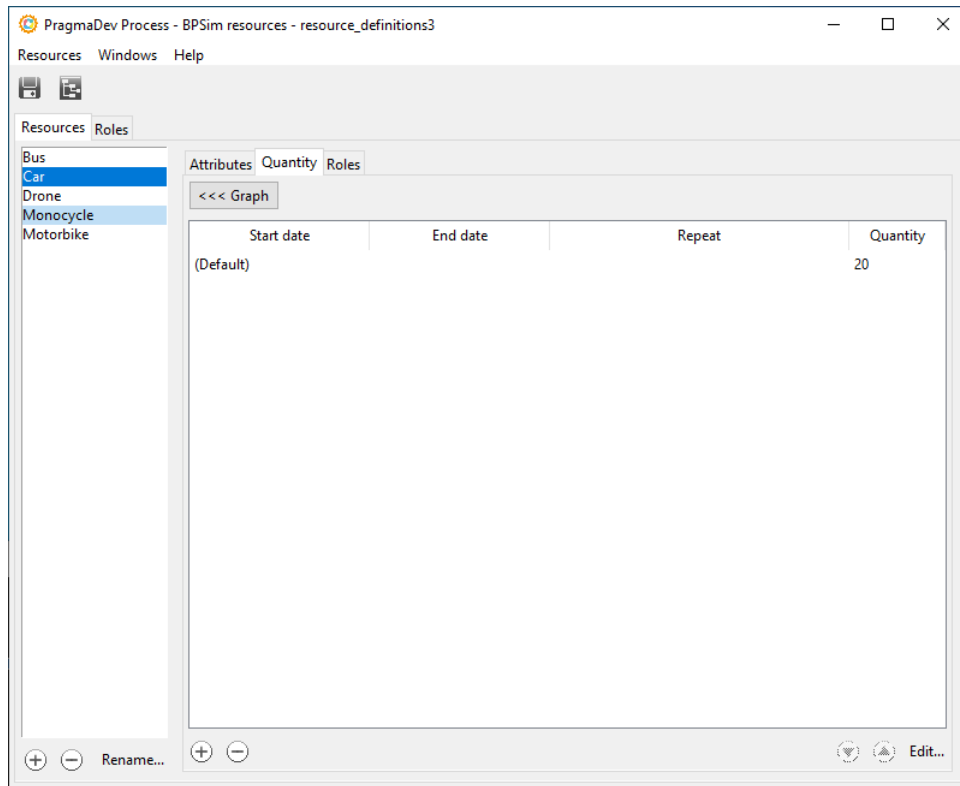 PragmaDev Process - BPSim resources - resource_definitions3
Resources Windows Help
Resources Roles
Bus
Car
Drone
Monocycle
Motorbike
Rename...
Attributes Quantity Roles
<<< Graph
Start date End date Repeat Quantity
(Default) 20
Edit...